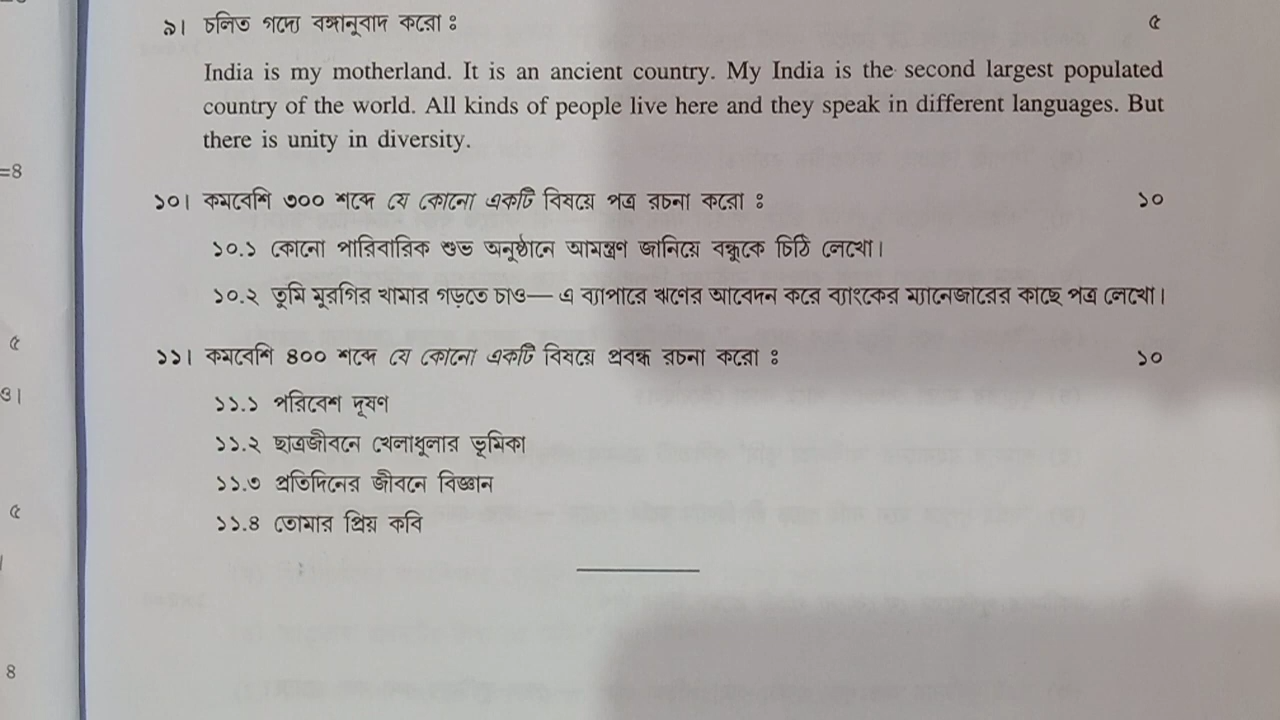 ৯। চলিত গদ্যে বঙ্গানুবাদ করো : ৫
India is my motherland. It is an ancient country. My India is the second largest populated
country of the world. All kinds of people live here and they speak in different languages. But
there is unity in diversity.
=8
১০। কমবেশি ৩০০ শব্দে যে কোনো একটি বিষয়ে পত্র রচনা করো : ১০
১০.১ কোনো পারিবারিক শুভ অনুষ্ঠানে আমন্ত্রণ জানিয়ে বন্ধুকে চিঠি লেখো।
১০.২ তুমি মুরগির খামার গড়তে চাও— এ ব্যাপারে ঋণের আবেদন করে ব্যাংকের ম্যানেজারের কাছে পত্র লেখো।
৫
১১। কমবেশি ৪০০ শব্দে যে কোনো একটি বিষয়ে প্রবন্ধ রচনা করো : ১০
ও।
১১.১ পরিবেশ দূষণ
১১.২ ছাত্রজীবনে খেলাধুলার ভূমিকা
১১.৩ প্রতিদিনের জীবনে বিজ্ঞান
৫
১১.৪ তোমার প্রিয় কবি
৪